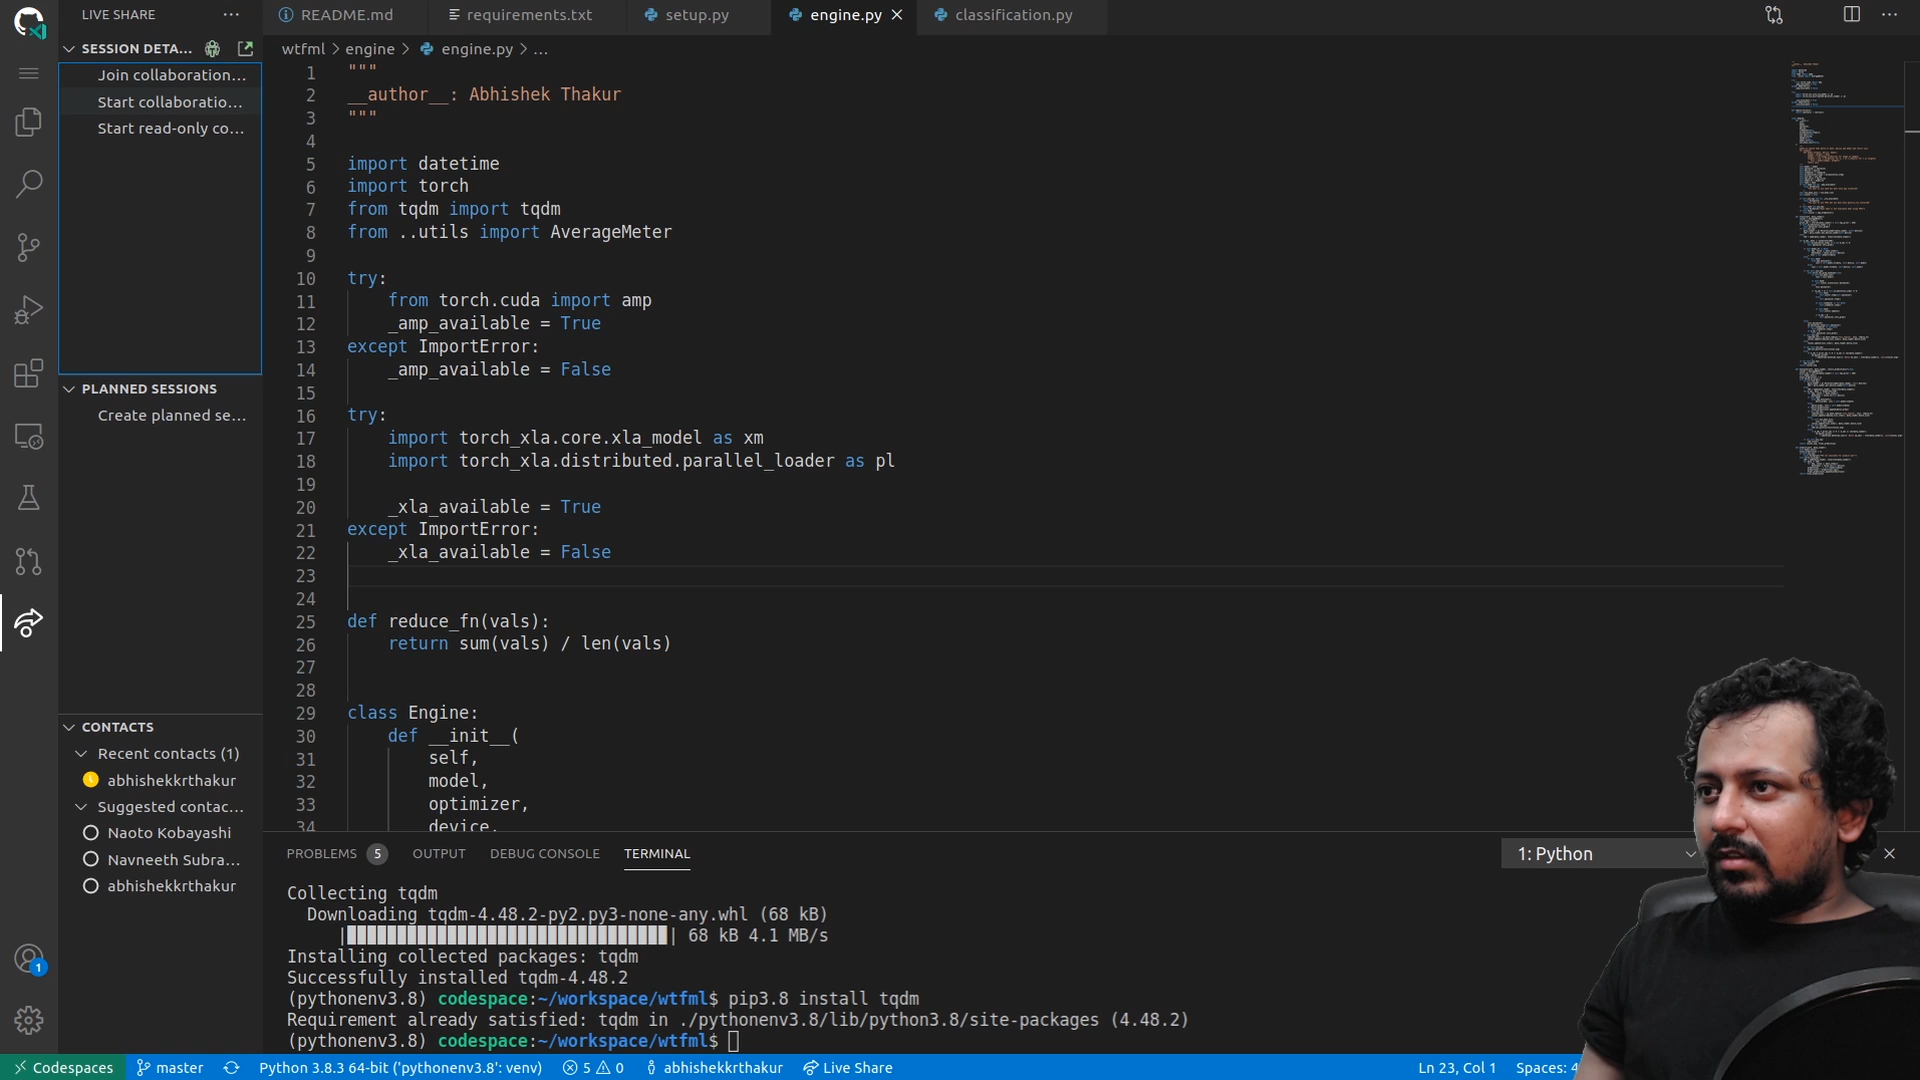 LIVE SHARE
SESSION DETA...
Join collaboration...
Start collaboratio...
Start read-only co...
PLANNED SESSIONS
Create planned se...
CONTACTS
Recent contacts (1)
abhishekkrthakur
Suggested contac...
Naoto Kobayashi
Navneeth Subra...
abhishekkrthakur
1
README.md
requirements.txt
setup.py
engine.py
classification.py
wtfml > engine > engine.py > ...
1 """
2 __author__: Abhishek Thakur
3 """
4
5 import datetime
6 import torch
7 from tqdm import tqdm
8 from ..utils import AverageMeter
9
10 try:
11 from torch.cuda import amp
12 _amp_available = True
13 except ImportError:
14 _amp_available = False
15
16 try:
17 import torch_xla.core.xla_model as xm
18 import torch_xla.distributed.parallel_loader as pl
19
20 _xla_available = True
21 except ImportError:
22 _xla_available = False
23
24
25 def reduce_fn(vals):
26 return sum(vals) / len(vals)
27
28
29 class Engine:
30 def __init__(
31 self,
32 model,
33 optimizer,
34 device,
PROBLEMS 5 OUTPUT DEBUG CONSOLE TERMINAL 1: Python
Collecting tqdm
Downloading tqdm-4.48.2-py2.py3-none-any.whl (68 kB)
68 kB 4.1 MB/s
Installing collected packages: tqdm
Successfully installed tqdm-4.48.2
(pythonenv3.8) codespace:~/workspace/wtfml$ pip3.8 install tqdm
Requirement already satisfied: tqdm in ./pythonenv3.8/lib/python3.8/site-packages (4.48.2)
(pythonenv3.8) codespace:~/workspace/wtfml$
Codespaces master Python 3.8.3 64-bit ('pythonenv3.8': venv) 5 0 abhishekkrthakur Live Share Ln 23, Col 1 Spaces: 4